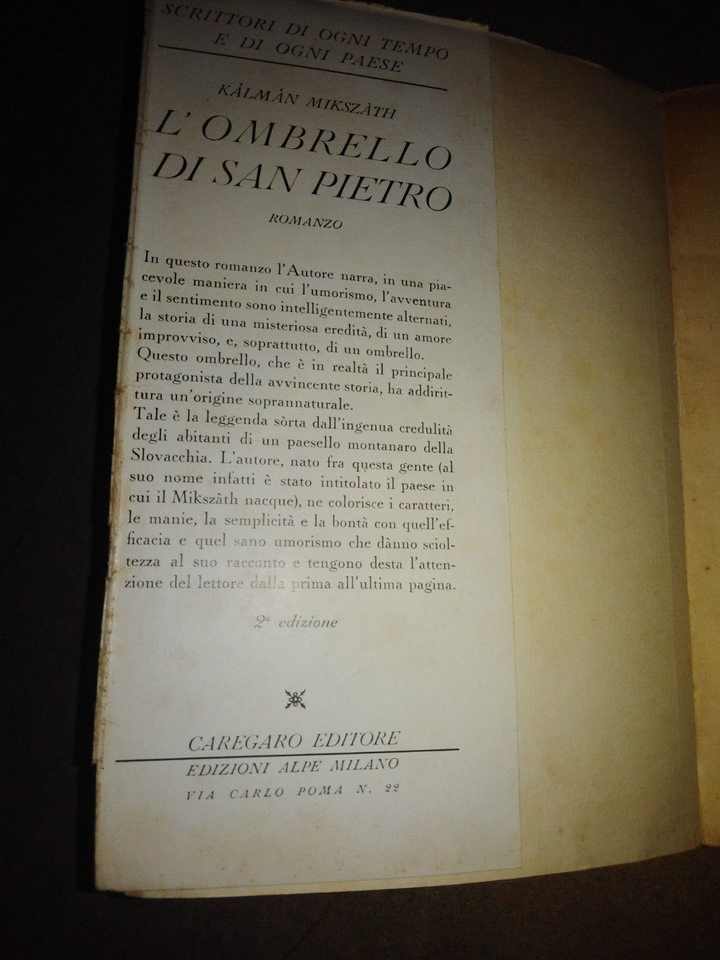 SCRITTORI DI OGNI TEMPO
E DI OGNI PAESE
KÁLMÁN MIKSZÀTH
L'OMBRELLO
DI SAN PIETRO
ROMANZO
In questo romanzo l'Autore narra, in una pia-
cevole maniera in cui l'umorismo, l'avventura
e il sentimento sono intelligentemente alternati,
la storia di una misteriosa eredità, di un amore
improvviso, e, soprattutto, di un ombrello.
Questo ombrello, che è in realtà il principale
protagonista della avvincente storia, ha addirit-
tura un'origine soprannaturale.
Tale è la leggenda sòrta dall'ingenua credulità
degli abitanti di un paesello montanaro della
Slovacchia. L'autore, nato fra questa gente (al
suo nome infatti è stato intitolato il paese in
cui il Mikszàth nacque), ne colorisce i caratteri,
le manie, la semplicità e la bontà con quell'ef-
ficacia e quel sano umorismo che dànno sciol-
tezza al suo racconto e tengono desta l'atten-
zione del lettore dalla prima all'ultima pagina.
2ª edizione
CAREGARO EDITORE
EDIZIONI ALPE MILANO
VIA CARLO POMA N. 22